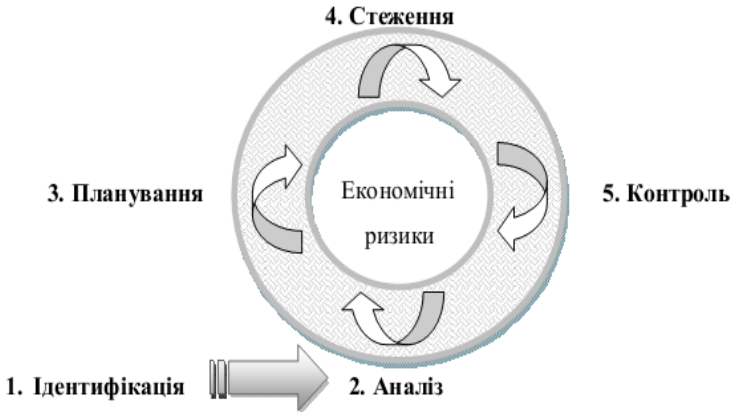 4. Стеження
3. Планування
Економічні
ризики
5. Контроль
1. Ідентифікація
2. Аналіз